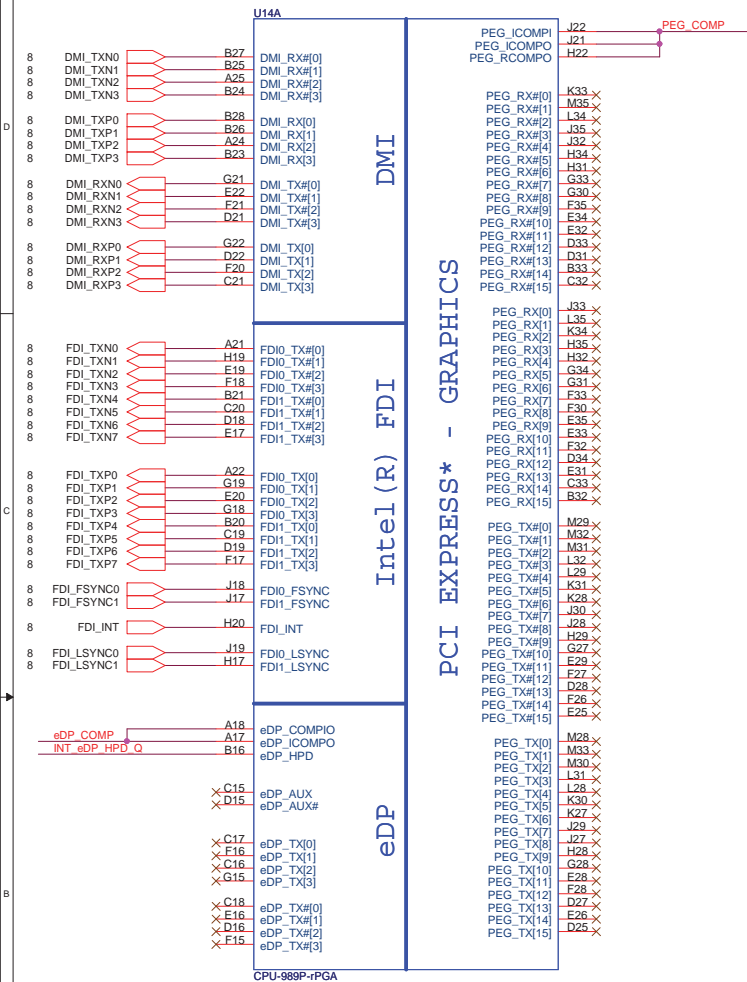 U14A
DMI
8 DMI_TXN0 B27 DMI_RX#[0]
8 DMI_TXN1 B25 DMI_RX#[1]
8 DMI_TXN2 A25 DMI_RX#[2]
8 DMI_TXN3 B24 DMI_RX#[3]
8 DMI_TXP0 B28 DMI_RX[0]
8 DMI_TXP1 B26 DMI_RX[1]
8 DMI_TXP2 A24 DMI_RX[2]
8 DMI_TXP3 B23 DMI_RX[3]
8 DMI_RXN0 G21 DMI_TX#[0]
8 DMI_RXN1 E22 DMI_TX#[1]
8 DMI_RXN2 F21 DMI_TX#[2]
8 DMI_RXN3 D21 DMI_TX#[3]
8 DMI_RXP0 G22 DMI_TX[0]
8 DMI_RXP1 D22 DMI_TX[1]
8 DMI_RXP2 F20 DMI_TX[2]
8 DMI_RXP3 C21 DMI_TX[3]
Intel(R) FDI
8 FDI_TXN0 A21 FDI0_TX#[0]
8 FDI_TXN1 H19 FDI0_TX#[1]
8 FDI_TXN2 E19 FDI0_TX#[2]
8 FDI_TXN3 F18 FDI0_TX#[3]
8 FDI_TXN4 B21 FDI1_TX#[0]
8 FDI_TXN5 C20 FDI1_TX#[1]
8 FDI_TXN6 D18 FDI1_TX#[2]
8 FDI_TXN7 E17 FDI1_TX#[3]
8 FDI_TXP0 A22 FDI0_TX[0]
8 FDI_TXP1 G19 FDI0_TX[1]
8 FDI_TXP2 E20 FDI0_TX[2]
8 FDI_TXP3 G18 FDI0_TX[3]
8 FDI_TXP4 B20 FDI1_TX[0]
8 FDI_TXP5 C19 FDI1_TX[1]
8 FDI_TXP6 D19 FDI1_TX[2]
8 FDI_TXP7 F17 FDI1_TX[3]
8 FDI_FSYNC0 J18 FDI0_FSYNC
8 FDI_FSYNC1 J17 FDI1_FSYNC
8 FDI_INT H20 FDI_INT
8 FDI_LSYNC0 J19 FDI0_LSYNC
8 FDI_LSYNC1 H17 FDI1_LSYNC
eDP
A18 eDP_COMPIO
eDP_COMP A17 eDP_ICOMPO
INT_eDP_HPD_Q B16 eDP_HPD
C15 eDP_AUX
D15 eDP_AUX#
C17 eDP_TX[0]
F16 eDP_TX[1]
C16 eDP_TX[2]
G15 eDP_TX[3]
C18 eDP_TX#[0]
E16 eDP_TX#[1]
D16 eDP_TX#[2]
F15 eDP_TX#[3]
PCI EXPRESS* - GRAPHICS
PEG_ICOMPI J22 PEG_COMP
PEG_ICOMPO J21
PEG_RCOMPO H22
PEG_RX#[0] K33
PEG_RX#[1] M35
PEG_RX#[2] L34
PEG_RX#[3] J35
PEG_RX#[4] J32
PEG_RX#[5] H34
PEG_RX#[6] H31
PEG_RX#[7] G33
PEG_RX#[8] G30
PEG_RX#[9] F35
PEG_RX#[10] E34
PEG_RX#[11] E32
PEG_RX#[12] D33
PEG_RX#[13] D31
PEG_RX#[14] B33
PEG_RX#[15] C32
PEG_RX[0] J33
PEG_RX[1] L35
PEG_RX[2] K34
PEG_RX[3] H35
PEG_RX[4] H32
PEG_RX[5] G34
PEG_RX[6] G31
PEG_RX[7] F33
PEG_RX[8] F30
PEG_RX[9] E35
PEG_RX[10] E33
PEG_RX[11] F32
PEG_RX[12] D34
PEG_RX[13] E31
PEG_RX[14] C33
PEG_RX[15] B32
PEG_TX#[0] M29
PEG_TX#[1] M32
PEG_TX#[2] M31
PEG_TX#[3] L32
PEG_TX#[4] L29
PEG_TX#[5] K31
PEG_TX#[6] K28
PEG_TX#[7] J30
PEG_TX#[8] J28
PEG_TX#[9] H29
PEG_TX#[10] G27
PEG_TX#[11] E29
PEG_TX#[12] F27
PEG_TX#[13] D28
PEG_TX#[14] F26
PEG_TX#[15] E25
PEG_TX[0] M28
PEG_TX[1] M33
PEG_TX[2] M30
PEG_TX[3] L31
PEG_TX[4] L28
PEG_TX[5] K30
PEG_TX[6] K27
PEG_TX[7] J29
PEG_TX[8] J27
PEG_TX[9] H28
PEG_TX[10] G28
PEG_TX[11] E28
PEG_TX[12] F28
PEG_TX[13] D27
PEG_TX[14] E26
PEG_TX[15] D25
CPU-989P-rPGA
D
C
B